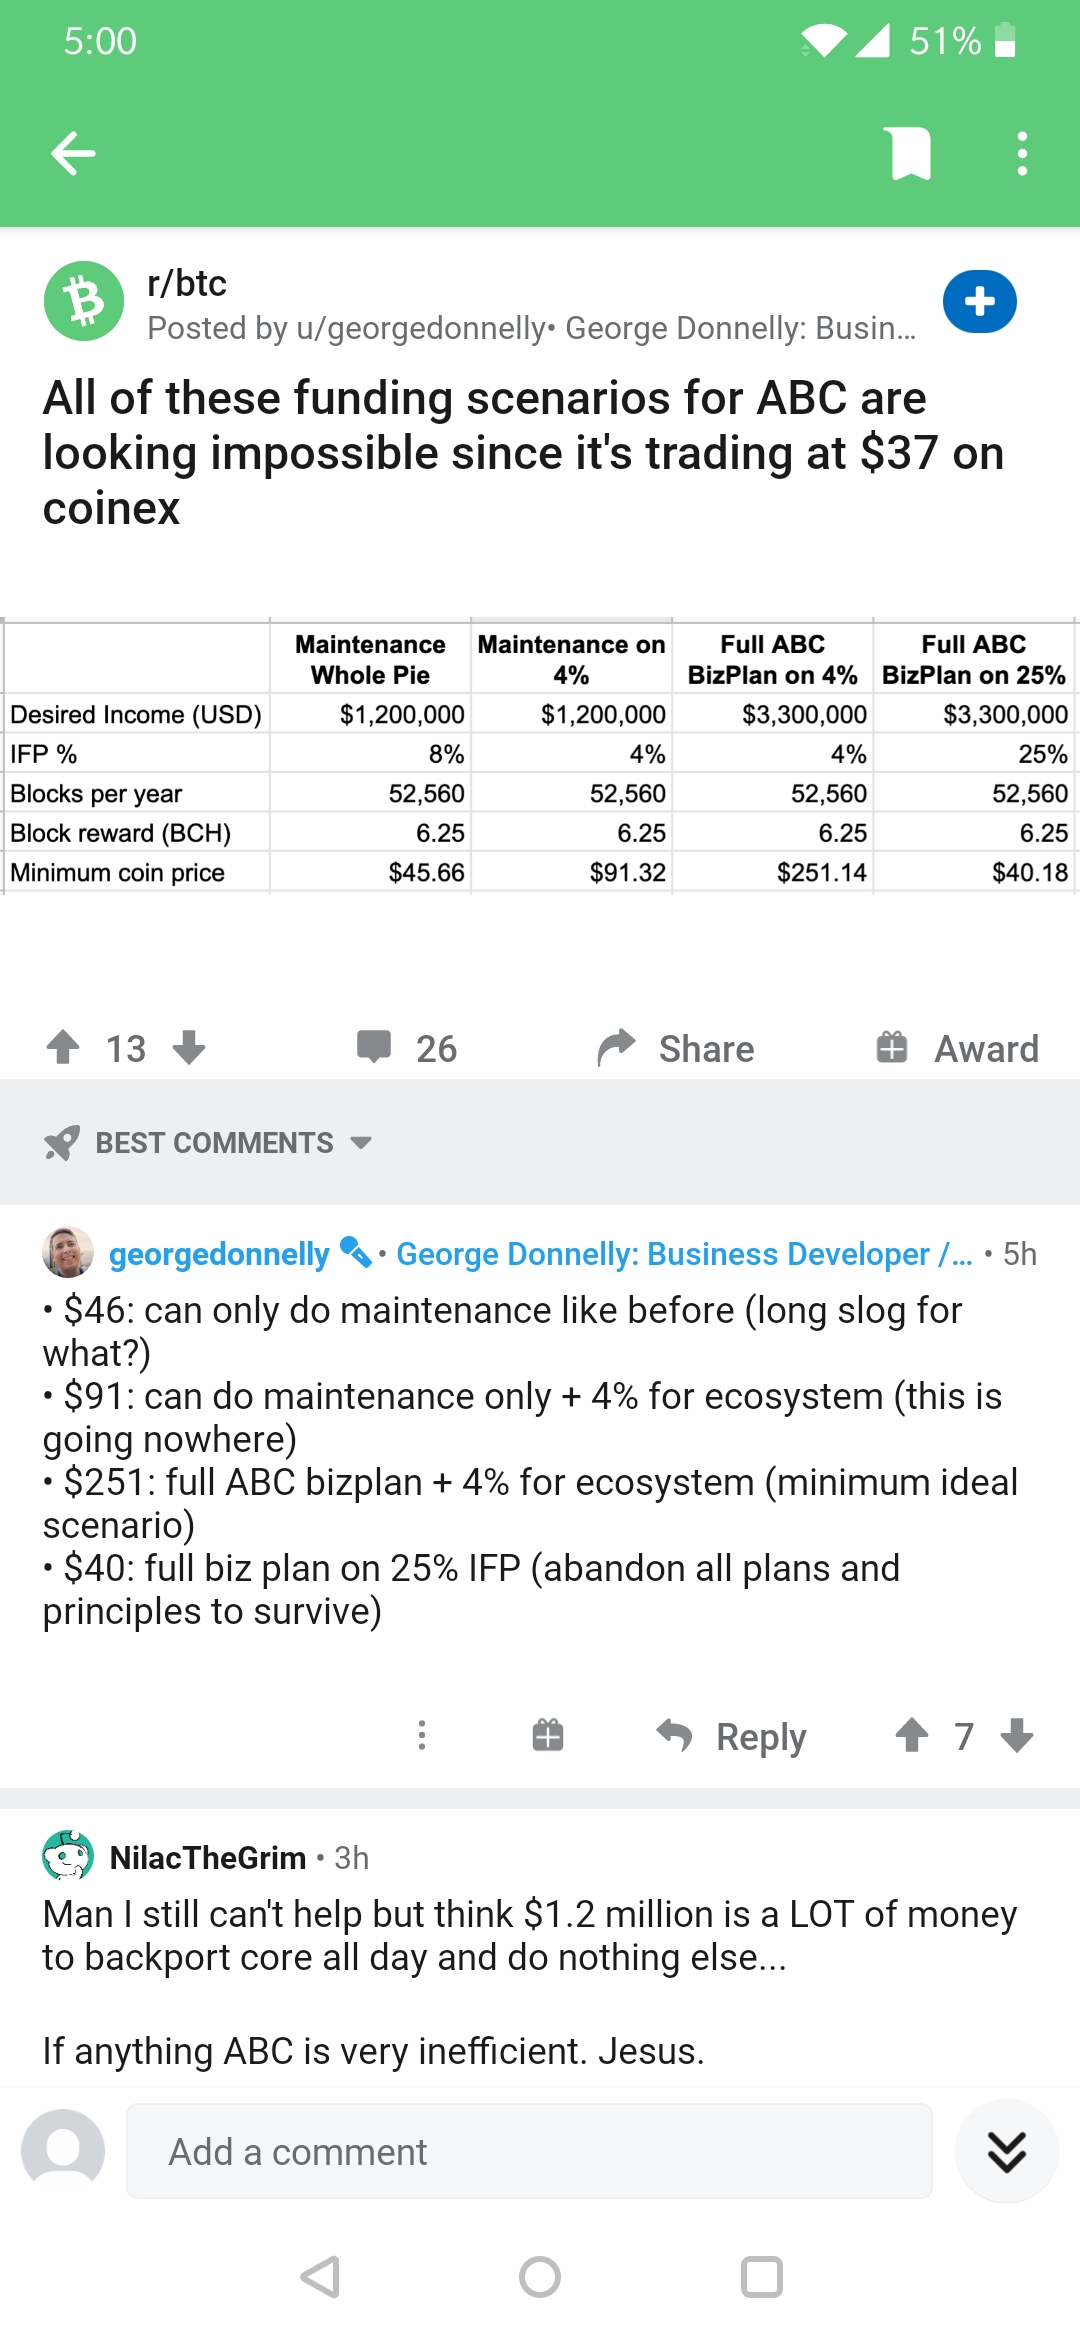 5:00
51%
r/btc
Posted by u/georgedonnelly• George Donnelly: Busin...
All of these funding scenarios for ABC are
looking impossible since it's trading at $37 on
coinex
Maintenance Whole Pie Maintenance on 4% Full ABC BizPlan on 4% Full ABC BizPlan on 25%
Desired Income (USD) $1,200,000 $1,200,000 $3,300,000 $3,300,000
IFP % 8% 4% 4% 25%
Blocks per year 52,560 52,560 52,560 52,560
Block reward (BCH) 6.25 6.25 6.25 6.25
Minimum coin price $45.66 $91.32 $251.14 $40.18
13 26 Share Award
BEST COMMENTS
georgedonnelly • George Donnelly: Business Developer /... • 5h
• $46: can only do maintenance like before (long slog for
what?)
• $91: can do maintenance only + 4% for ecosystem (this is
going nowhere)
• $251: full ABC bizplan + 4% for ecosystem (minimum ideal
scenario)
• $40: full biz plan on 25% IFP (abandon all plans and
principles to survive)
Reply 7
NilacTheGrim • 3h
Man I still can't help but think $1.2 million is a LOT of money
to backport core all day and do nothing else...
If anything ABC is very inefficient. Jesus.
Add a comment